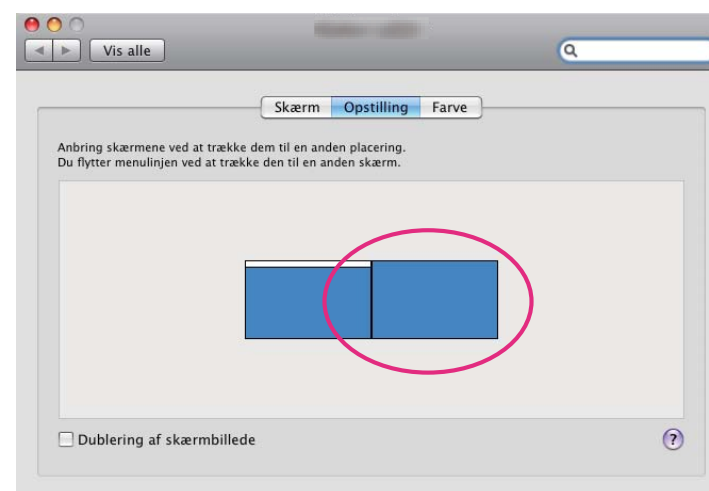 Vis alle
Skærm Opstilling Farve
Anbring skærmene ved at trække dem til en anden placering.
Du flytter menulinjen ved at trække den til en anden skærm.
Dublering af skærmbillede
?